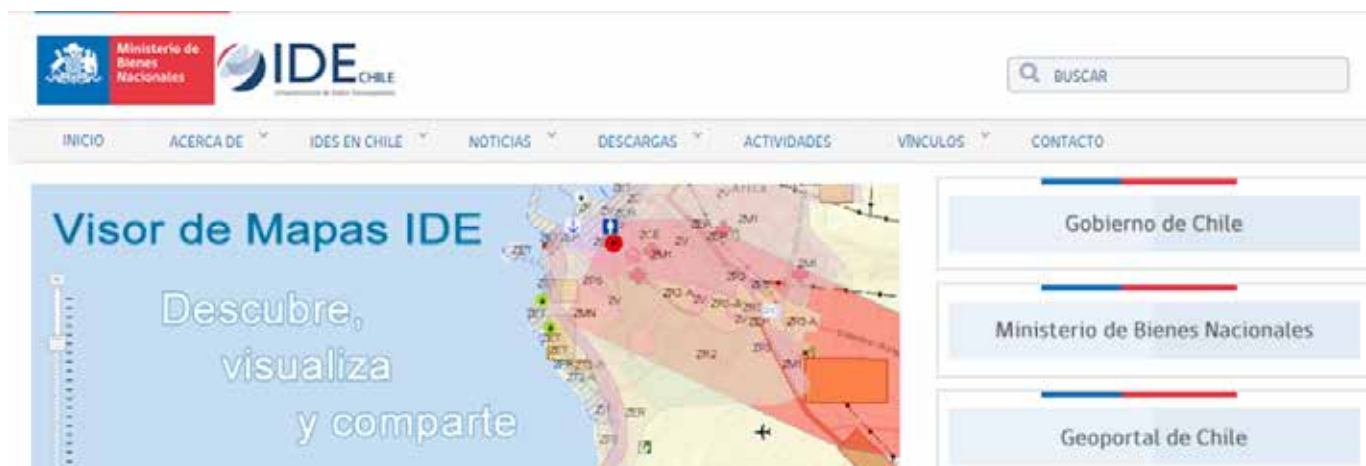 Ministerio de
Bienes
Nacionales
IDE CHILE
BUSCAR
INICIO ACERCA DE IDES EN CHILE NOTICIAS DESCARGAS ACTIVIDADES VÍNCULOS CONTACTO
Visor de Mapas IDE
Descubre,
visualiza
y comparte
Gobierno de Chile
Ministerio de Bienes Nacionales
Geoportal de Chile